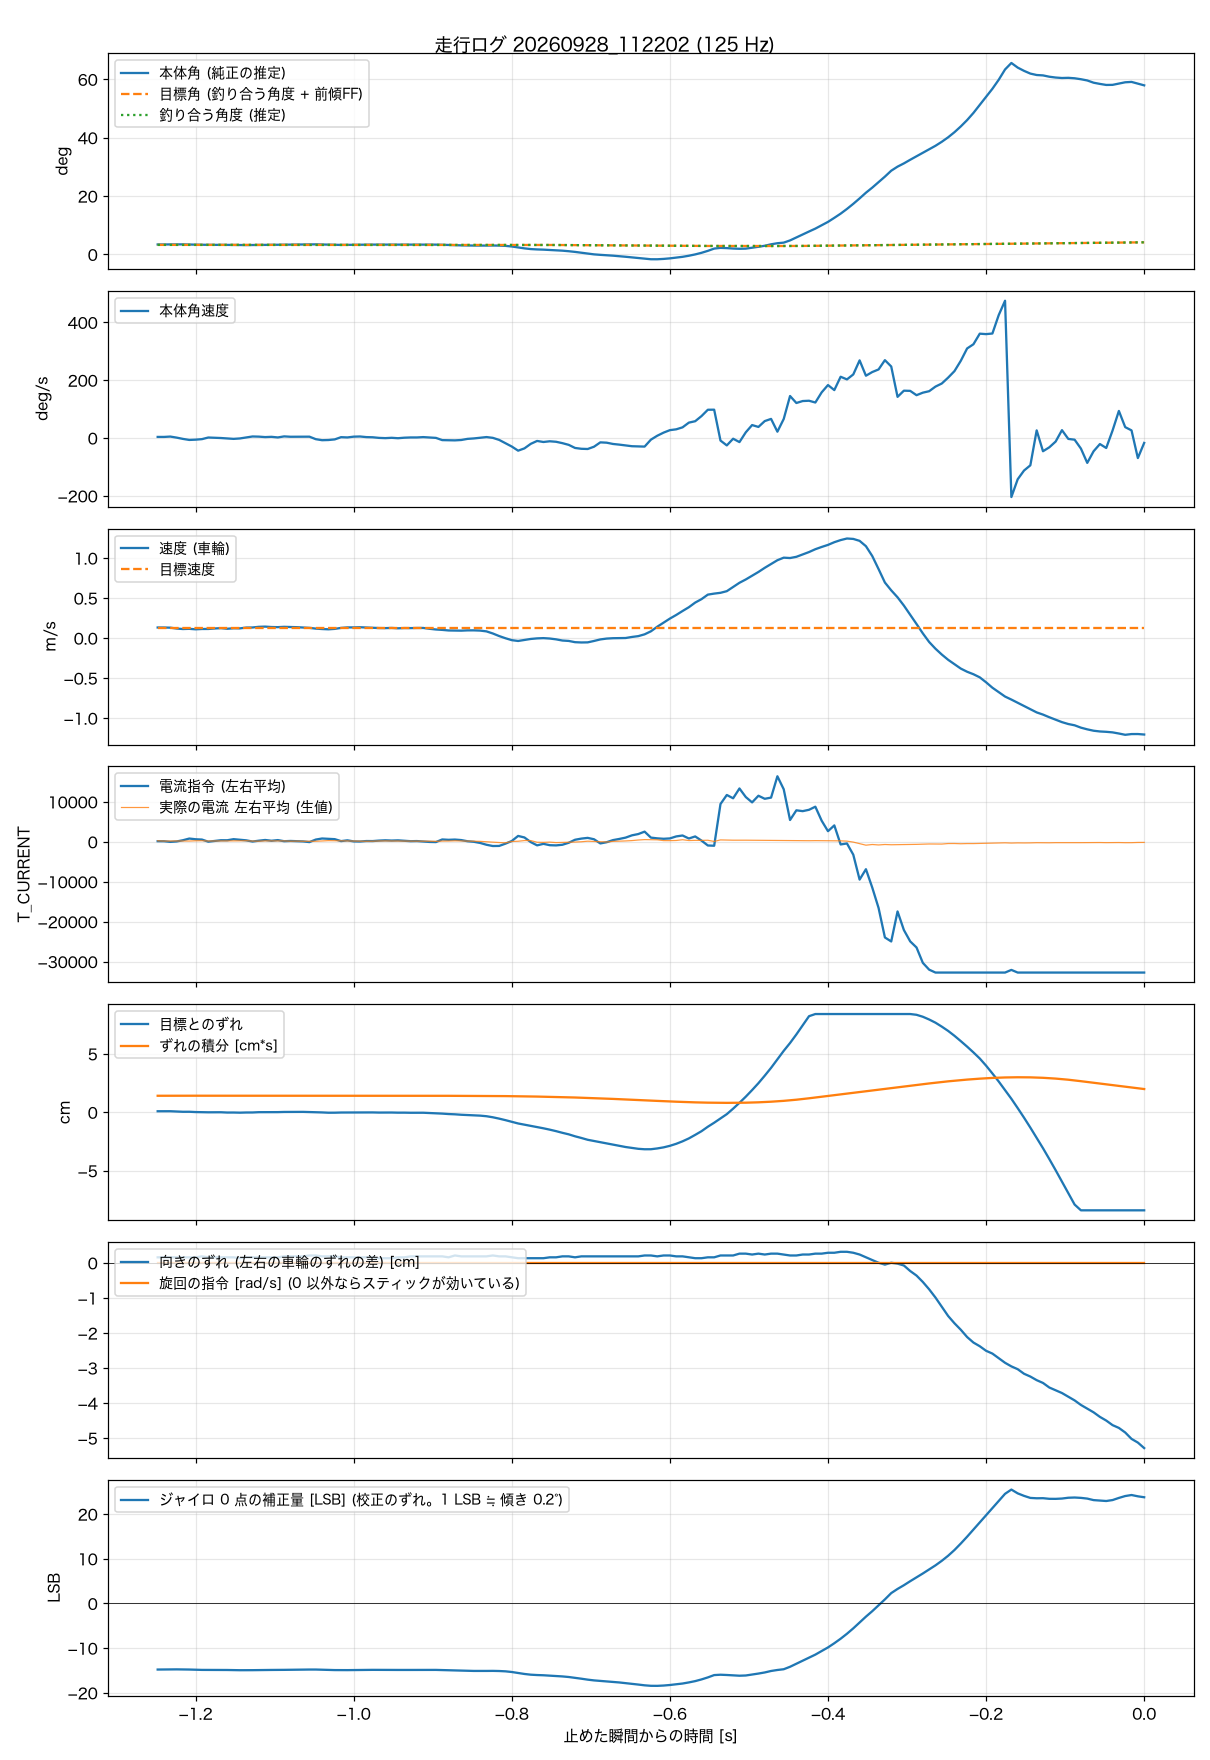 走行ログ 20260928_112202 (125 Hz)
本体角 (純正の推定)
目標角 (釣り合う角度 + 前傾FF)
釣り合う角度 (推定)
60
40
20
0
deg
本体角速度
400
200
0
−200
deg/s
速度 (車輪)
目標速度
1.0
0.5
0.0
−0.5
−1.0
m/s
電流指令 (左右平均)
実際の電流 左右平均 (生値)
10000
0
−10000
−20000
−30000
T_CURRENT
目標とのずれ
ずれの積分 [cm*s]
5
0
−5
cm
向きのずれ (左右の車輪のずれの差) [cm]
旋回の指令 [rad/s] (0 以外ならスティックが効いている)
0
−1
−2
−3
−4
−5
ジャイロ 0 点の補正量 [LSB] (校正のずれ。1 LSB ≒ 傾き 0.2°)
20
10
0
−10
−20
LSB
−1.2
−1.0
−0.8
−0.6
−0.4
−0.2
0.0
止めた瞬間からの時間 [s]